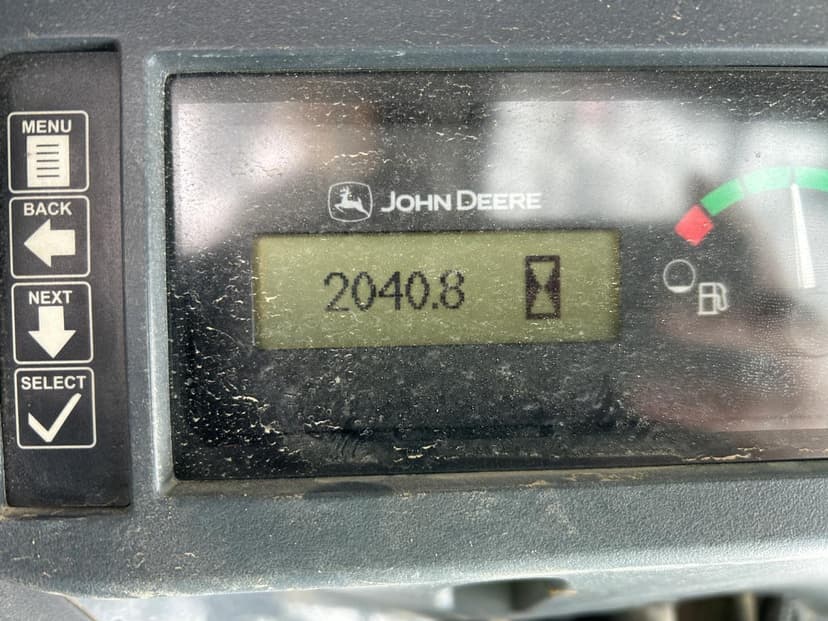 MENU
BACK
NEXT
SELECT
JOHN DEERE
2040.8